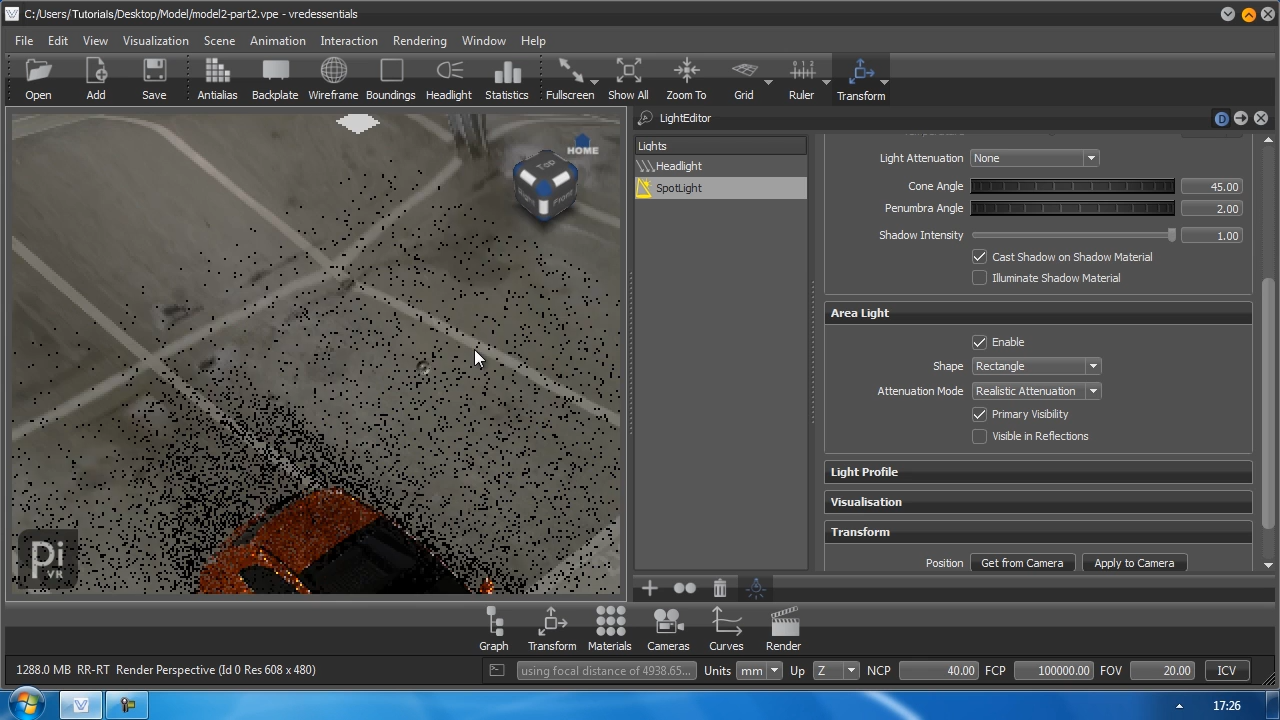 C:/Users/Tutorials/Desktop/Model/model2-part2.vpe - vredessentials
File Edit View Visualization Scene Animation Interaction Rendering Window Help
Open Add Save Antialias Backplate Wireframe Boundings Headlight Statistics Fullscreen Show All Zoom To Grid Ruler Transform
LightEditor
D
Lights
Headlight
SpotLight
HOME
Top
Front
Light Attenuation None
Cone Angle 45.00
Penumbra Angle 2.00
Shadow Intensity 1.00
Cast Shadow on Shadow Material
Illuminate Shadow Material
Area Light
Enable
Shape Rectangle
Attenuation Mode Realistic Attenuation
Primary Visibility
Visible in Reflections
Light Profile
Visualisation
Transform
Position Get from Camera Apply to Camera
Pi
VR
Graph Transform Materials Cameras Curves Render
1288.0 MB RR-RT Render Perspective (Id 0 Res 608 x 480) using focal distance of 4938.65... Units mm Up Z NCP 40.00 FCP 100000.00 FOV 20.00 ICV
17:26